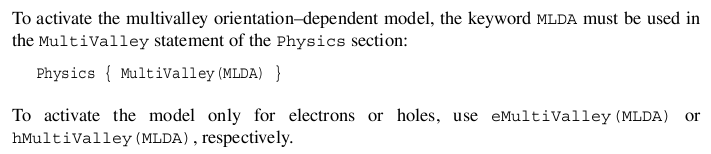 To activate the multivalley orientation–dependent model, the keyword MLDA must be used in
the MultiValley statement of the Physics section:
Physics { MultiValley(MLDA) }
To activate the model only for electrons or holes, use eMultiValley(MLDA) or
hMultiValley(MLDA), respectively.